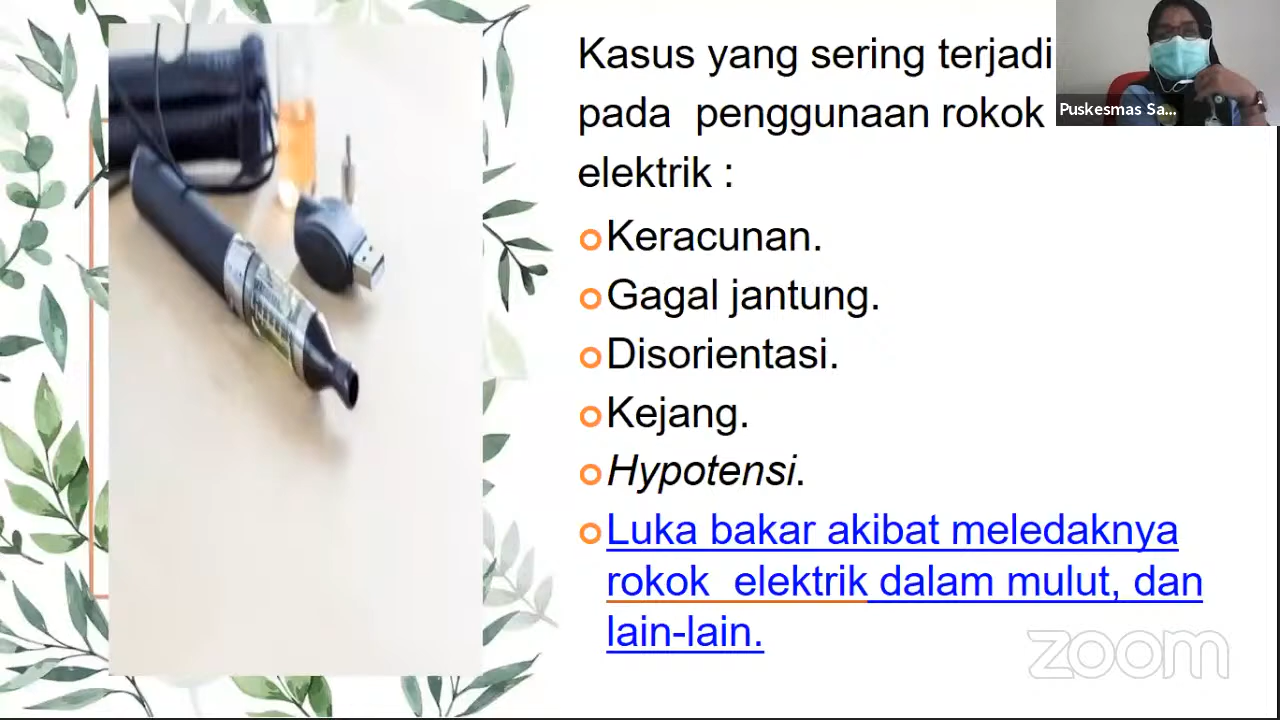 Kasus yang sering terjadi
pada penggunaan rokok
elektrik :
Keracunan.
Gagal jantung.
Disorientasi.
Kejang.
Hypotensi.
Luka bakar akibat meledaknya
rokok elektrik dalam mulut, dan
lain-lain.
Puskesmas Sa...
zoom